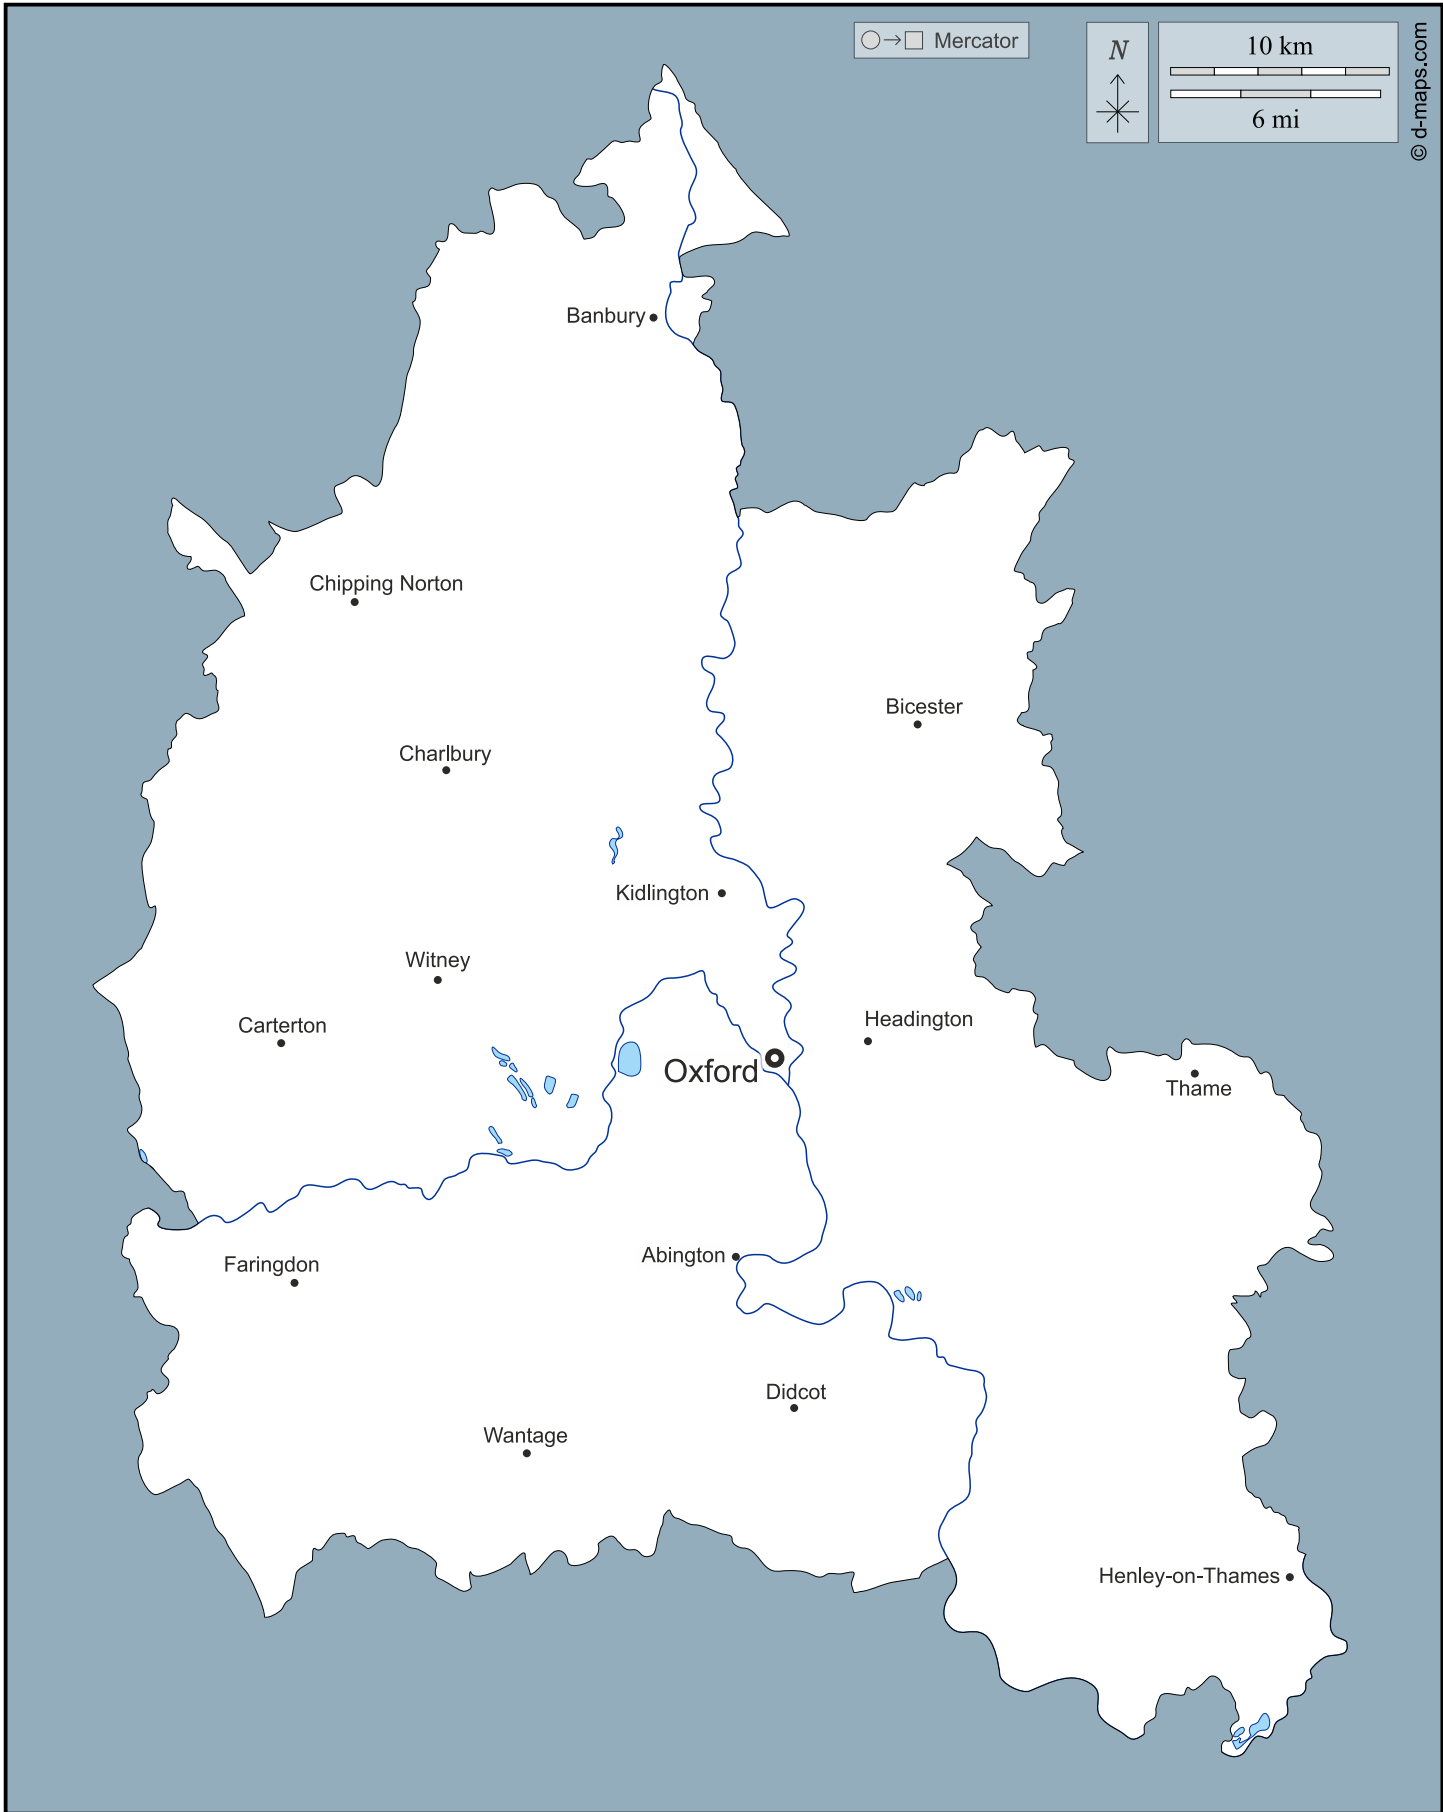 Mercator
N
10 km
6 mi
© d-maps.com
Banbury
Chipping Norton
Bicester
Charlbury
Kidlington
Witney
Carterton
Headington
Oxford
Thame
Abington
Faringdon
Didcot
Wantage
Henley-on-Thames